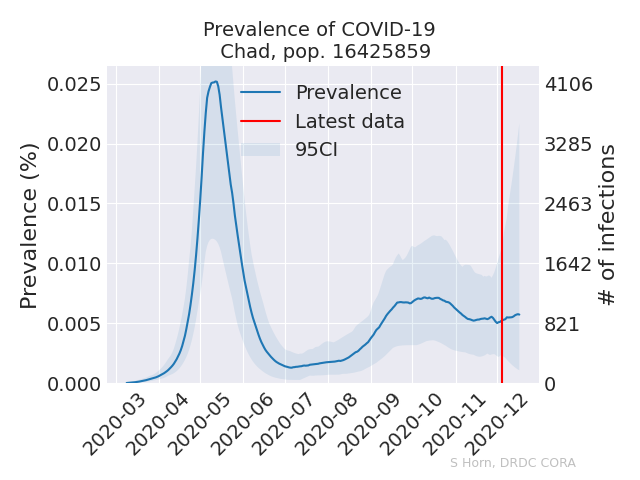 Prevalence of COVID-19
Chad, pop. 16425859
Prevalence (%)
0.025
0.020
0.015
0.010
0.005
0.000
Prevalence
Latest data
95CI
4106
3285
2463
1642
821
0
# of infections
2020-03
2020-04
2020-05
2020-06
2020-07
2020-08
2020-09
2020-10
2020-11
2020-12
S Horn, DRDC CORA